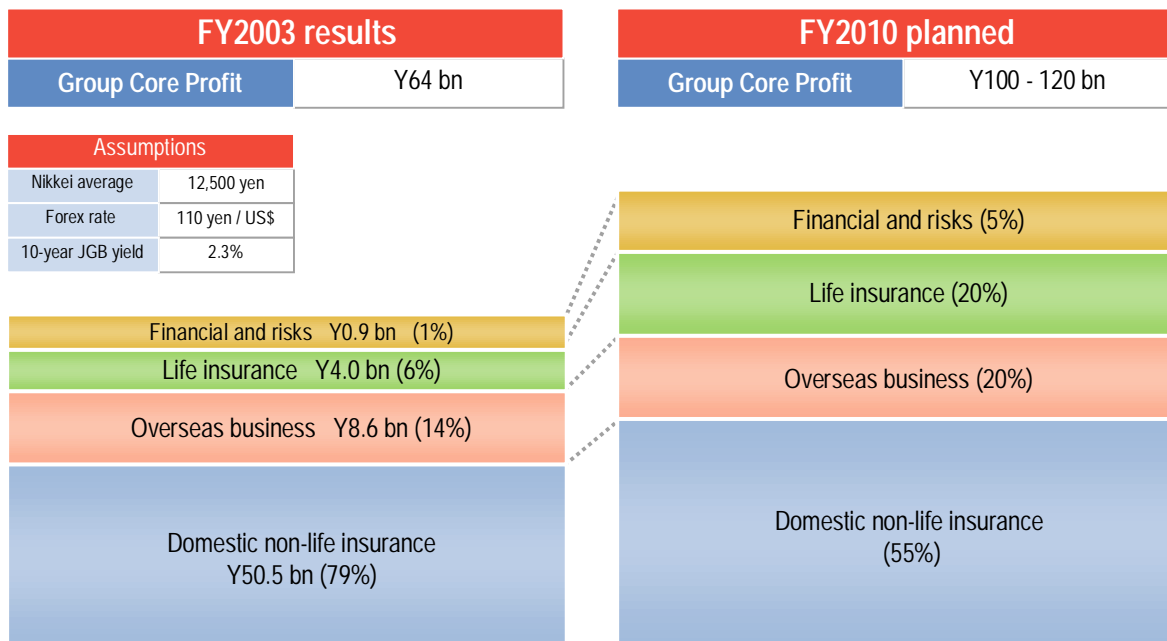 FY2003 results
Group Core Profit Y64 bn
Assumptions
Nikkei average 12,500 yen
Forex rate 110 yen / US$
10-year JGB yield 2.3%
Financial and risks Y0.9 bn (1%)
Life insurance Y4.0 bn (6%)
Overseas business Y8.6 bn (14%)
Domestic non-life insurance
Y50.5 bn (79%)
FY2010 planned
Group Core Profit Y100 - 120 bn
Financial and risks (5%)
Life insurance (20%)
Overseas business (20%)
Domestic non-life insurance
(55%)